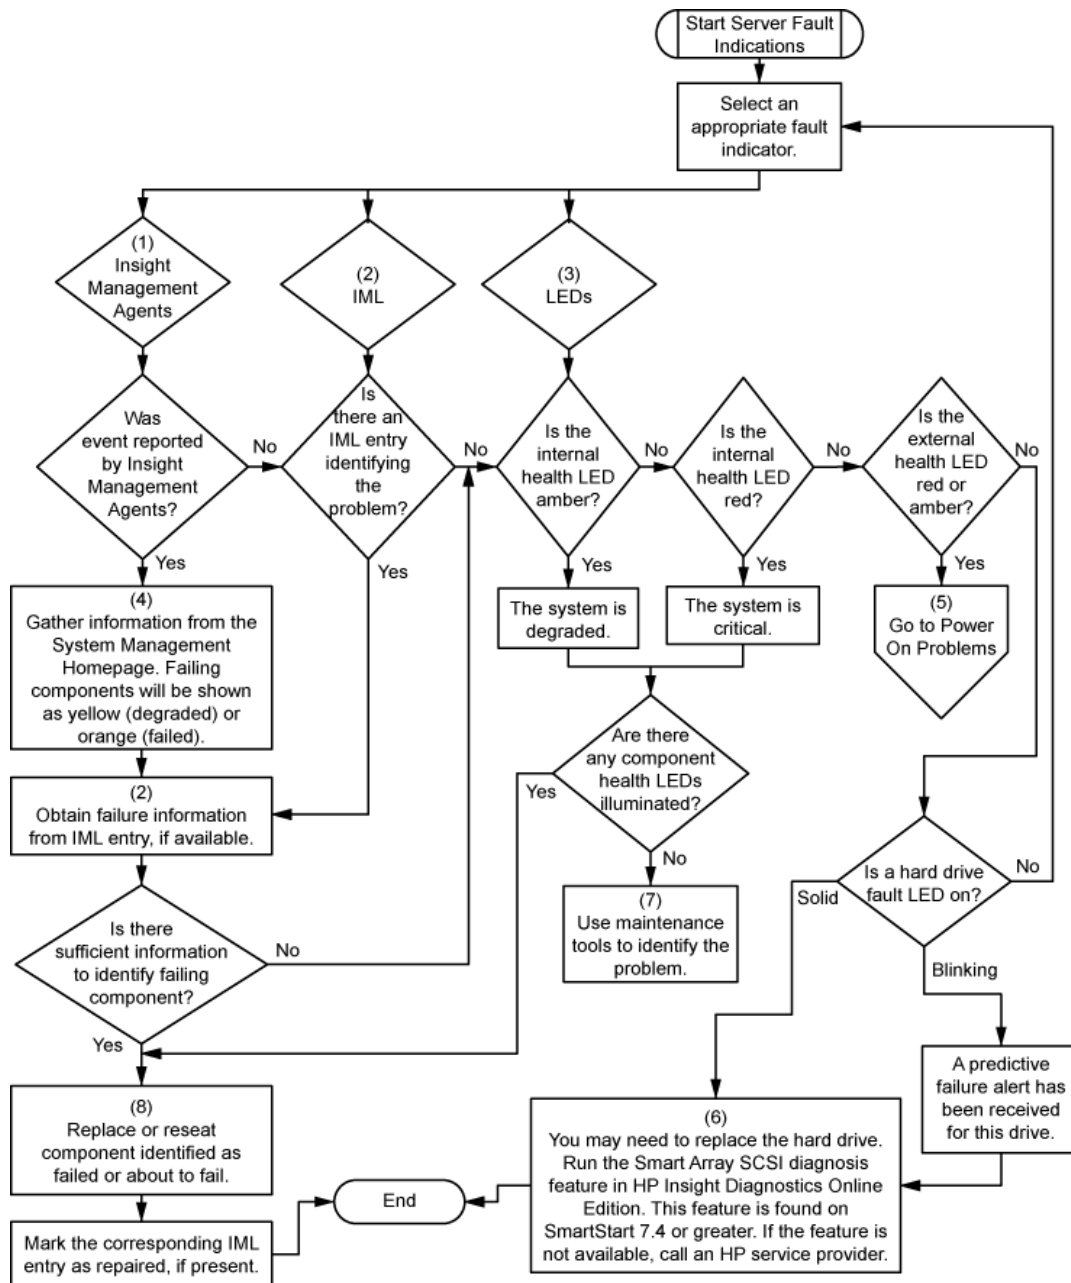 Start Server Fault
Indications
Select an
appropriate fault
indicator.
(1)
Insight
Management
Agents
(2)
IML
(3)
LEDs
Was
event reported
by Insight
Management
Agents?
No
Yes
Is
there an
IML entry
identifying
the
problem?
No
Yes
Is the
internal
health LED
amber?
No
Yes
Is the
internal
health LED
red?
No
Yes
Is the
external
health LED
red or
amber?
No
Yes
(4)
Gather information from the
System Management
Homepage. Failing
components will be shown
as yellow (degraded) or
orange (failed).
The system is
degraded.
The system is
critical.
(5)
Go to Power
On Problems
Are there
any component
health LEDs
illuminated?
Yes
No
(2)
Obtain failure information
from IML entry, if available.
Is a hard drive
fault LED on?
No
Solid
Blinking
(7)
Use maintenance
tools to identify the
problem.
Is there
sufficient information
to identify failing
component?
No
Yes
A predictive
failure alert has
been received
for this drive.
(8)
Replace or reseat
component identified as
failed or about to fail.
(6)
You may need to replace the hard drive.
Run the Smart Array SCSI diagnosis
feature in HP Insight Diagnostics Online
Edition. This feature is found on
SmartStart 7.4 or greater. If the feature is
not available, call an HP service provider.
End
Mark the corresponding IML
entry as repaired, if present.